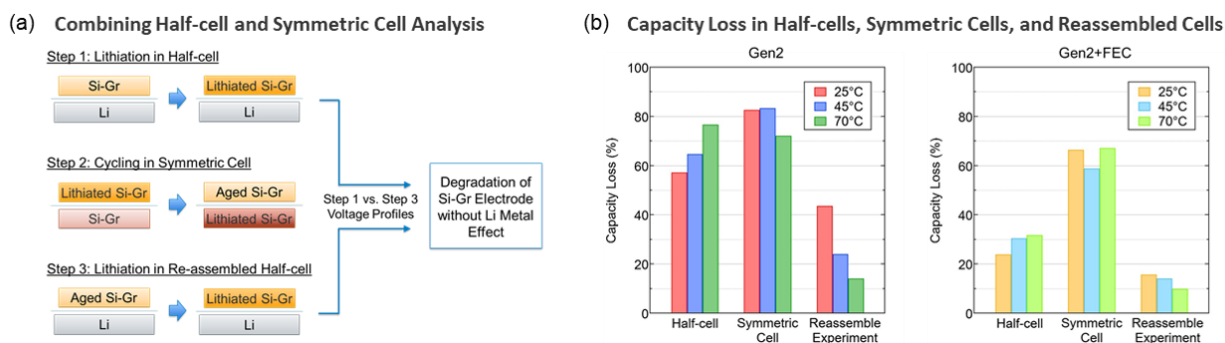 (a) Combining Half-cell and Symmetric Cell Analysis
Step 1: Lithiation in Half-cell
Si-Gr
Li
Lithiated Si-Gr
Li
Step 2: Cycling in Symmetric Cell
Lithiated Si-Gr
Si-Gr
Aged Si-Gr
Lithiated Si-Gr
Step 3: Lithiation in Re-assembled Half-cell
Aged Si-Gr
Li
Lithiated Si-Gr
Li
Step 1 vs. Step 3
Voltage Profiles
Degradation of
Si-Gr Electrode
without Li Metal
Effect
(b) Capacity Loss in Half-cells, Symmetric Cells, and Reassembled Cells
Gen2
Capacity Loss (%)
100
80
60
40
20
0
25°C
45°C
70°C
Half-cell
Symmetric
Cell
Reassemble
Experiment
Gen2+FEC
Capacity Loss (%)
100
80
60
40
20
0
25°C
45°C
70°C
Half-cell
Symmetric
Cell
Reassemble
Experiment